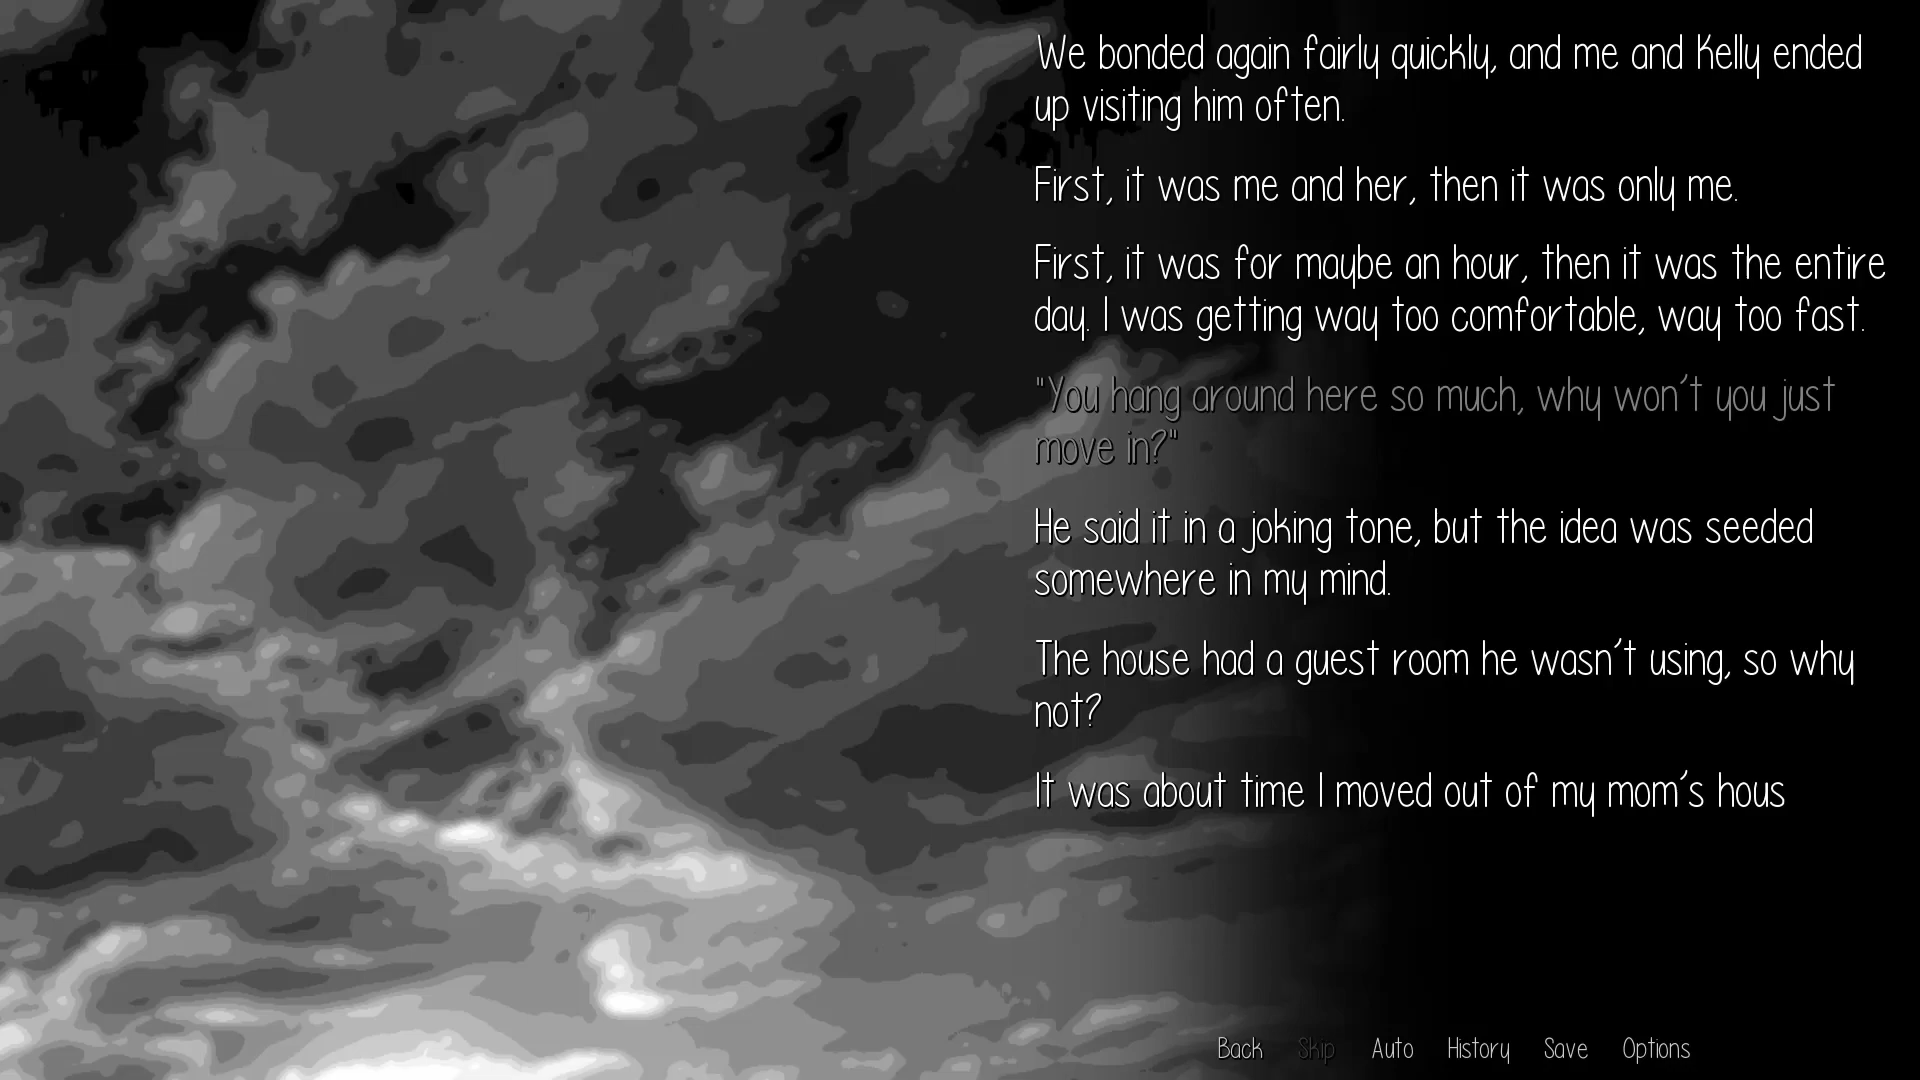 We bonded again fairly quickly, and me and Kelly ended
up visiting him often.
First, it was me and her, then it was only me.
First, it was for maybe an hour, then it was the entire
day. I was getting way too comfortable, way too fast.
"You hang around here so much, why won't you just
move in?"
He said it in a joking tone, but the idea was seeded
somewhere in my mind.
The house had a guest room he wasn't using, so why
not?
It was about time I moved out of my mom's hous
Back Skip Auto History Save Options